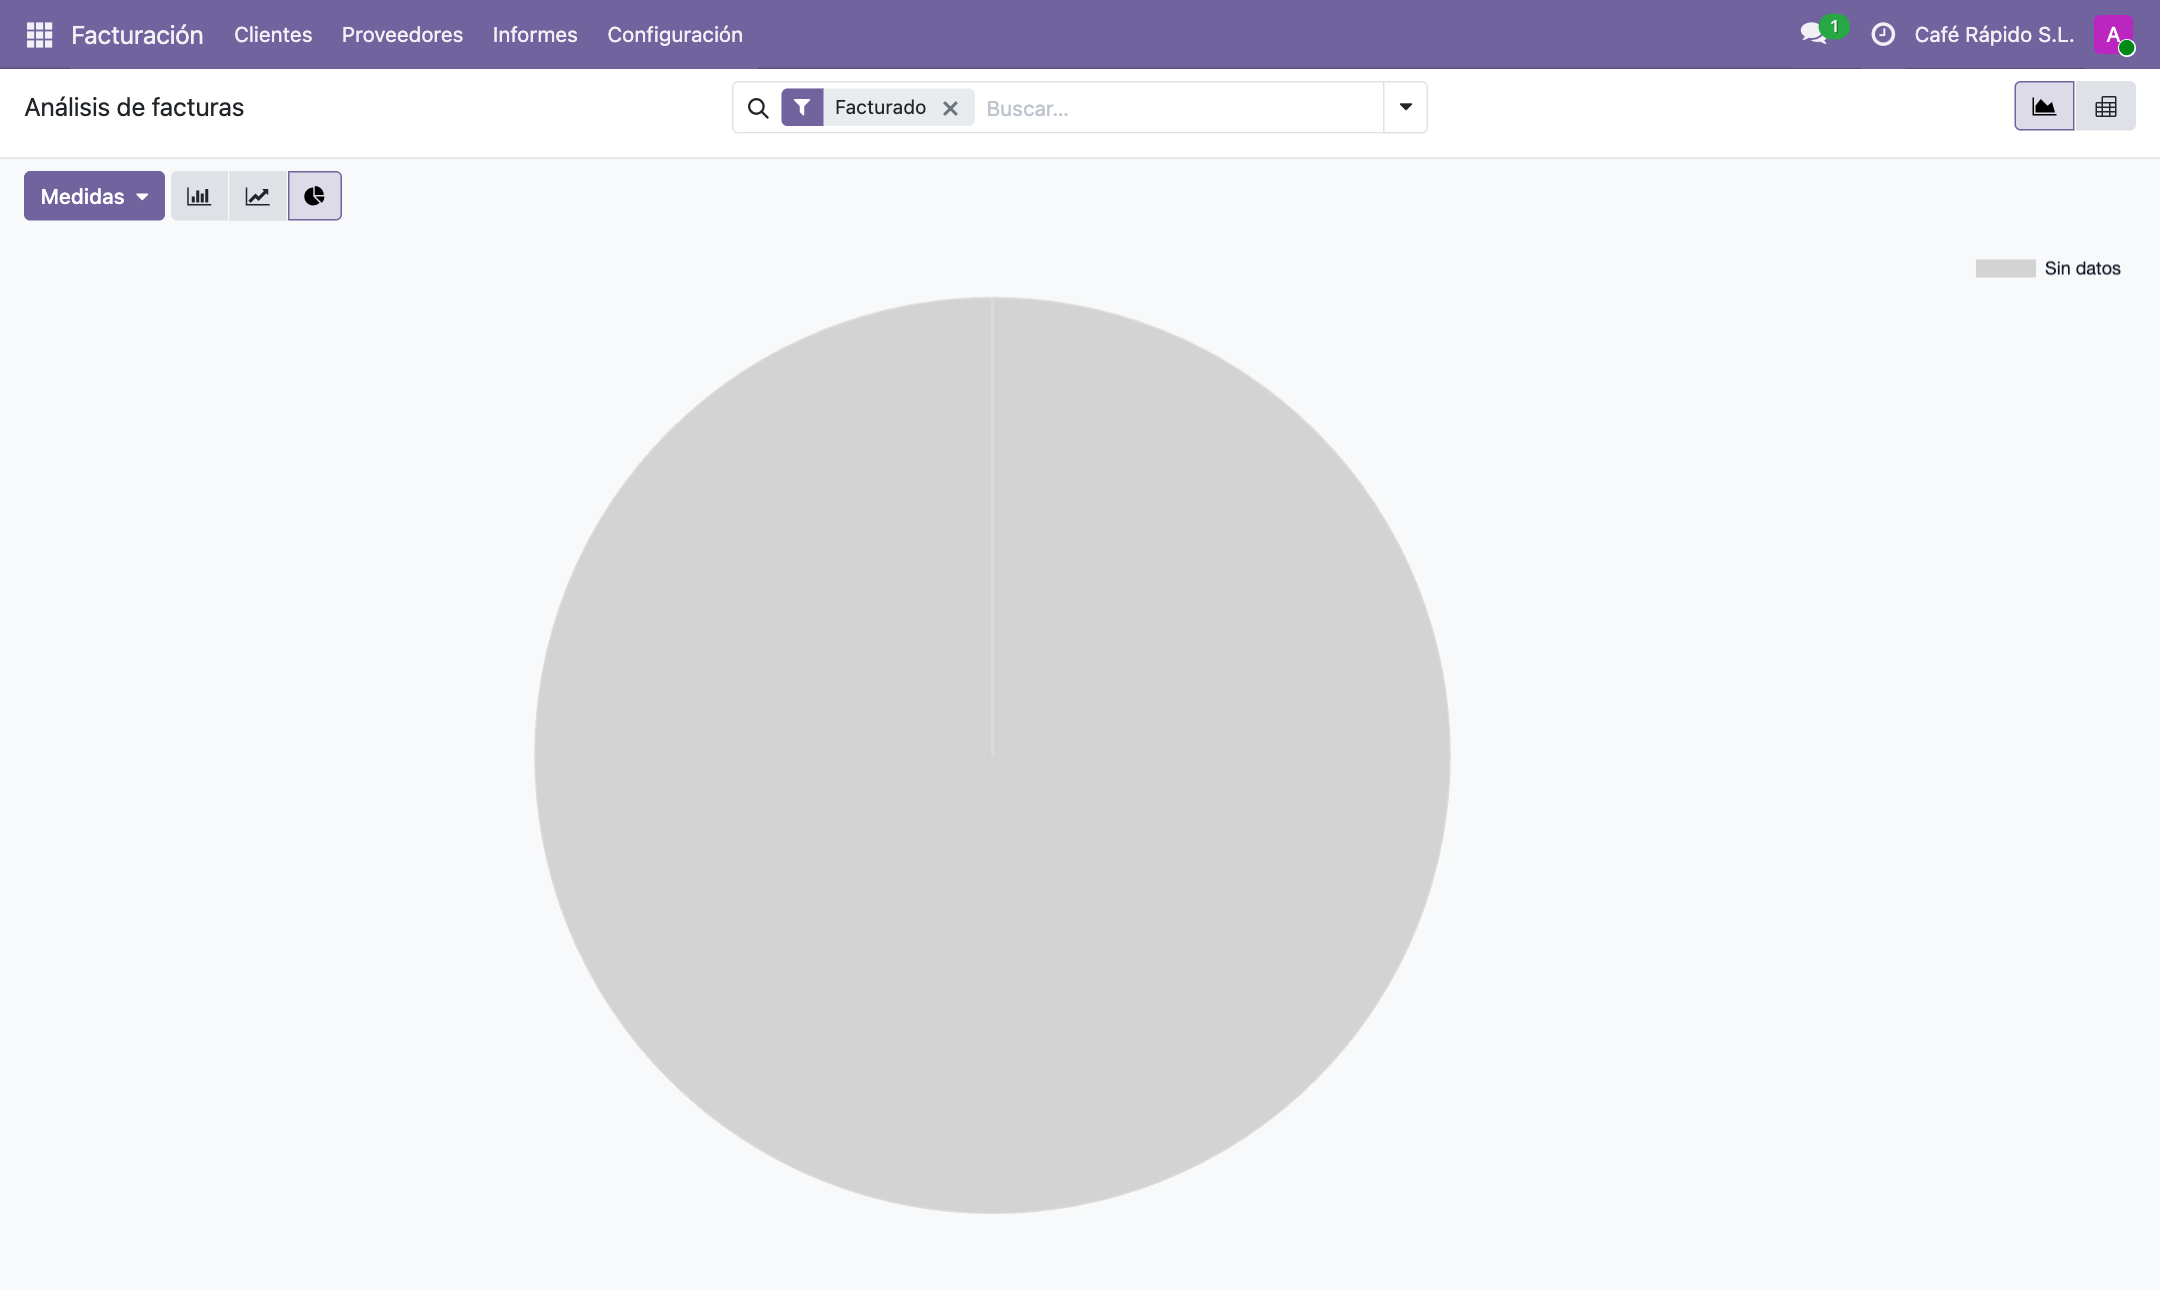 Facturación Clientes Proveedores Informes Configuración 1 Café Rápido S.L. A
Análisis de facturas Facturado Buscar...
Medidas
Sin datos